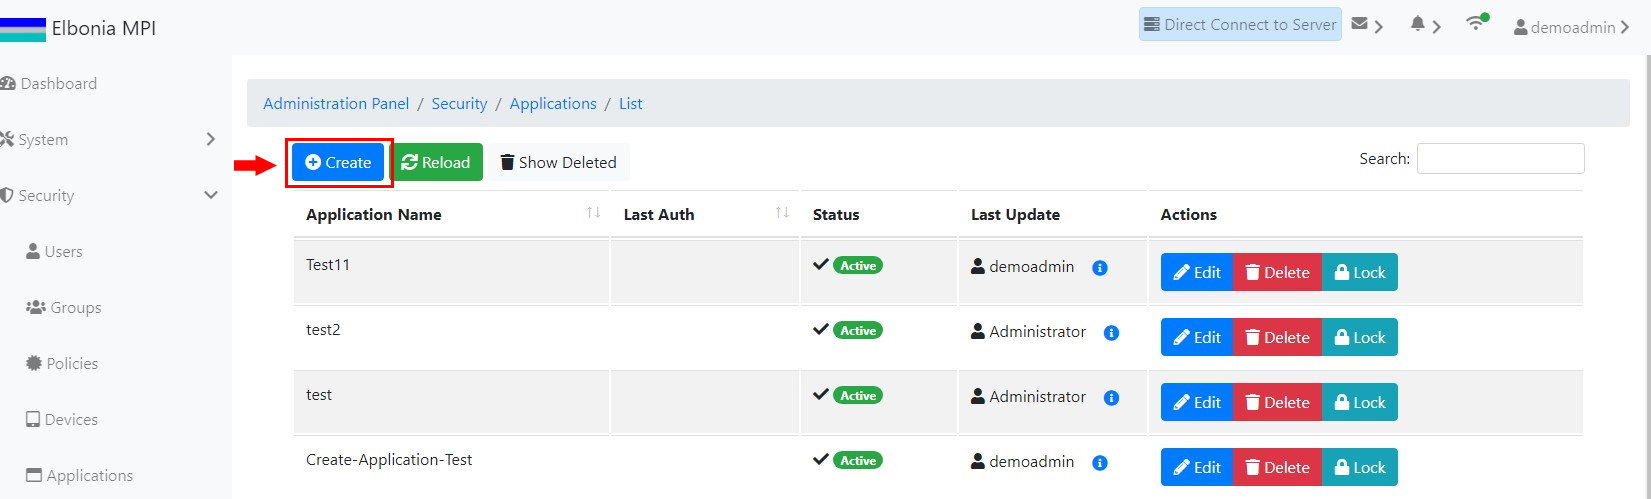 Elbonia MPI
Direct Connect to Server
demoadmin
Dashboard
System
Security
Users
Groups
Policies
Devices
Applications
Administration Panel / Security / Applications / List
Create Reload Show Deleted Search:
Application Name Last Auth Status Last Update Actions
Test11 Active demoadmin Edit Delete Lock
test2 Active Administrator Edit Delete Lock
test Active Administrator Edit Delete Lock
Create-Application-Test Active demoadmin Edit Delete Lock